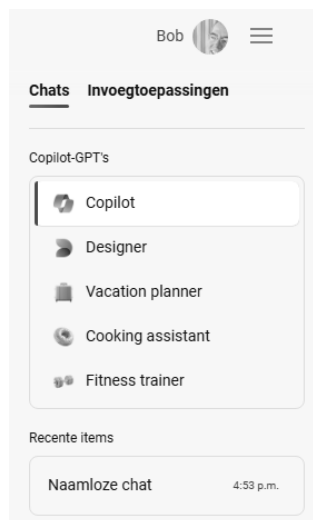 Bob
Chats Invoegtoepassingen
Copilot-GPT's
Copilot
Designer
Vacation planner
Cooking assistant
Fitness trainer
Recente items
Naamloze chat 4:53 p.m.